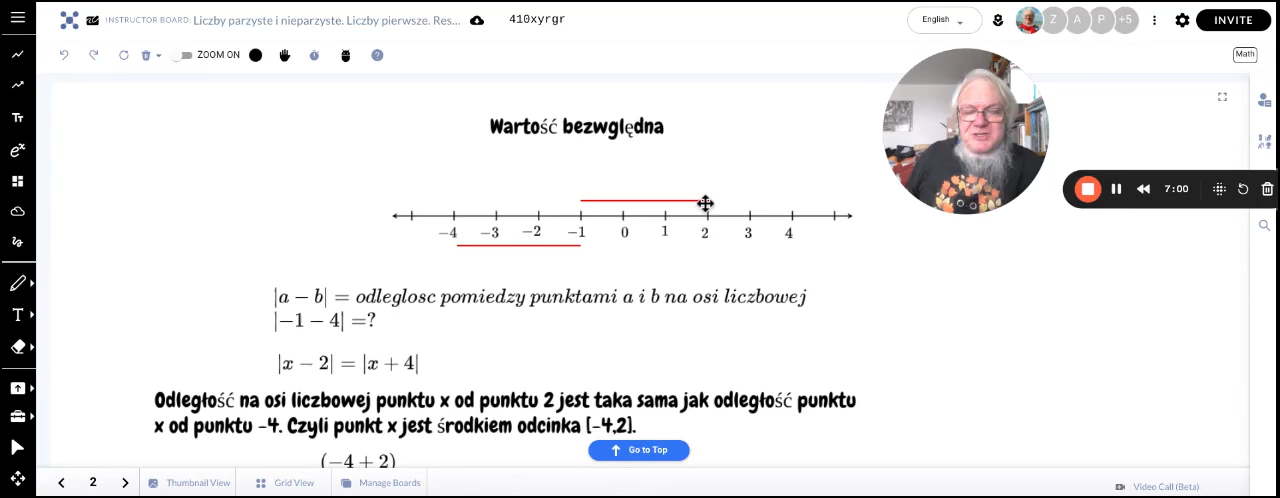 INSTRUCTOR BOARD: Liczby parzyste i nieparzyste. Liczby pierwsze. Res...
410xyrgr
English
Z A P +5
INVITE
ZOOM ON
Math
Wartość bezwględna
7:00
−4 −3 −2 −1 0 1 2 3 4
|a − b| = odleglosc pomiedzy punktami a i b na osi liczbowej
|−1 − 4| =?
|x − 2| = |x + 4|
Odległość na osi liczbowej punktu x od punktu 2 jest taka sama jak odległość punktu
x od punktu -4. Czyli punkt x jest środkiem odcinka [-4,2].
Go to Top
(−4 + 2)
2
Thumbnail View
Grid View
Manage Boards
Video Call (Beta)